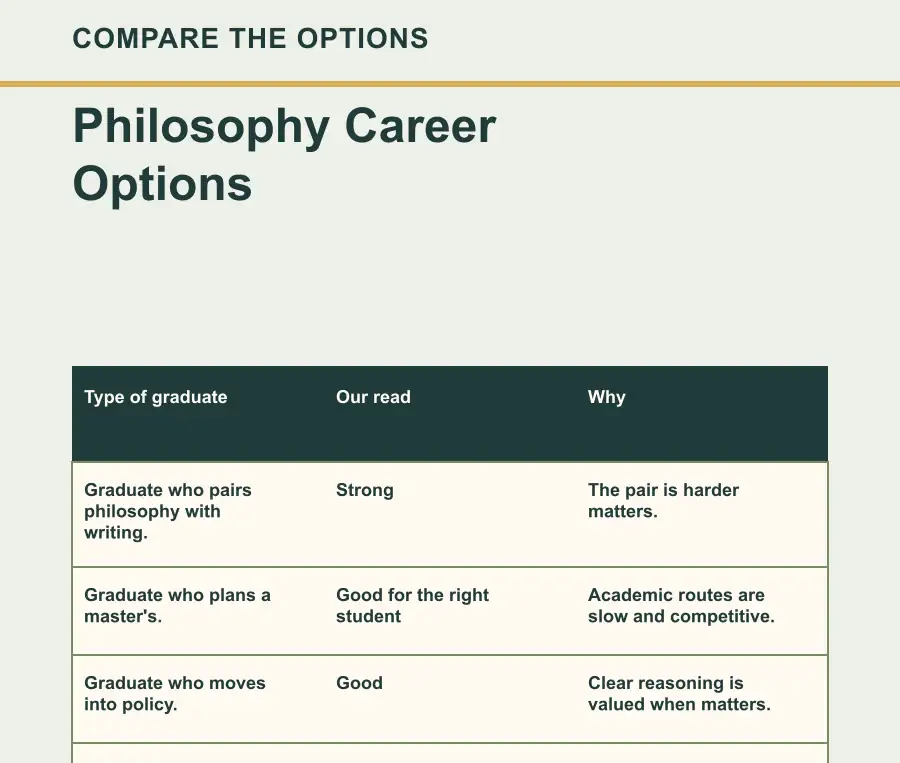 COMPARE THE OPTIONS
Philosophy Career
Options
Type of graduate
Our read
Why
Graduate who pairs
philosophy with
writing.
Strong
The pair is harder
matters.
Graduate who plans a
master's.
Good for the right
student
Academic routes are
slow and competitive.
Graduate who moves
into policy.
Good
Clear reasoning is
valued when matters.